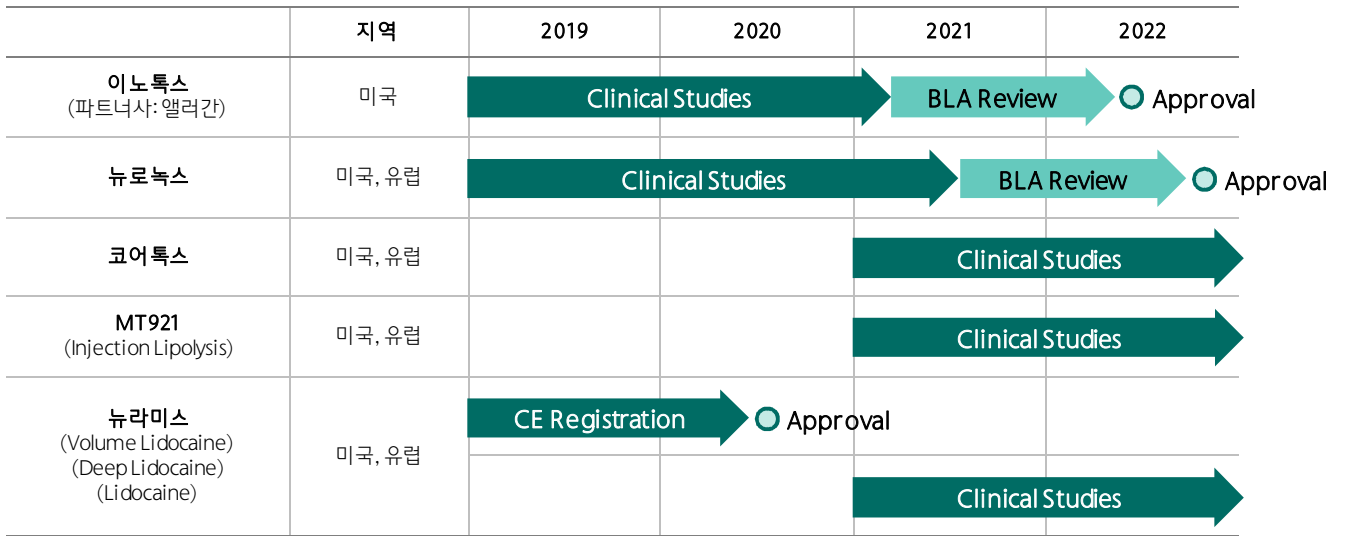 지역 2019 2020 2021 2022
이노톡스
(파트너사: 앨러간)
미국
Clinical Studies
BLA Review
Approval
뉴로녹스
미국, 유럽
Clinical Studies
BLA Review
Approval
코어톡스
미국, 유럽
Clinical Studies
MT921
(Injection Lipolysis)
미국, 유럽
Clinical Studies
뉴라미스
(Volume Lidocaine)
(Deep Lidocaine)
(Lidocaine)
미국, 유럽
CE Registration
Approval
Clinical Studies